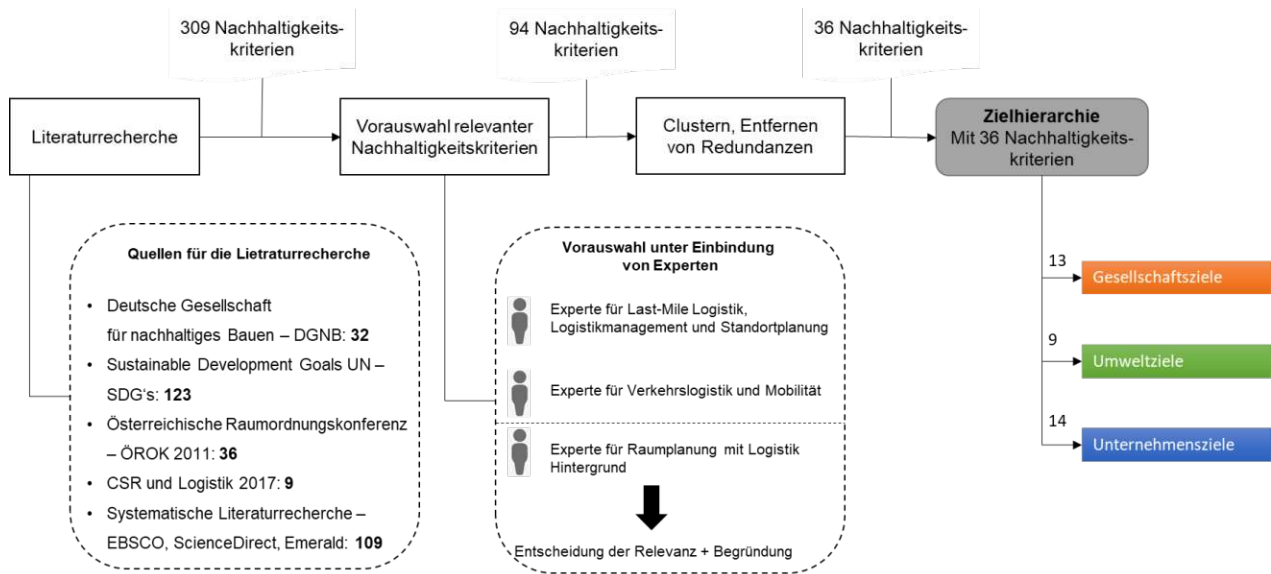 309 Nachhaltigkeits-
kriterien
94 Nachhaltigkeits-
kriterien
36 Nachhaltigkeits-
kriterien
Literaturrecherche
Vorauswahl relevanter
Nachhaltigkeitskriterien
Clustern, Entfernen
von Redundanzen
Zielhierarchie
Mit 36 Nachhaltigkeits-
kriterien
Quellen für die Lietraturrecherche
• Deutsche Gesellschaft
für nachhaltiges Bauen – DGNB: 32
• Sustainable Development Goals UN –
SDG‘s: 123
• Österreichische Raumordnungskonferenz
– ÖROK 2011: 36
• CSR und Logistik 2017: 9
• Systematische Literaturrecherche –
EBSCO, ScienceDirect, Emerald: 109
Vorauswahl unter Einbindung
von Experten
Experte für Last-Mile Logistik,
Logistikmanagement und Standortplanung
Experte für Verkehrslogistik und Mobilität
Experte für Raumplanung mit Logistik
Hintergrund
Entscheidung der Relevanz + Begründung
13
Gesellschaftsziele
9
Umweltziele
14
Unternehmensziele